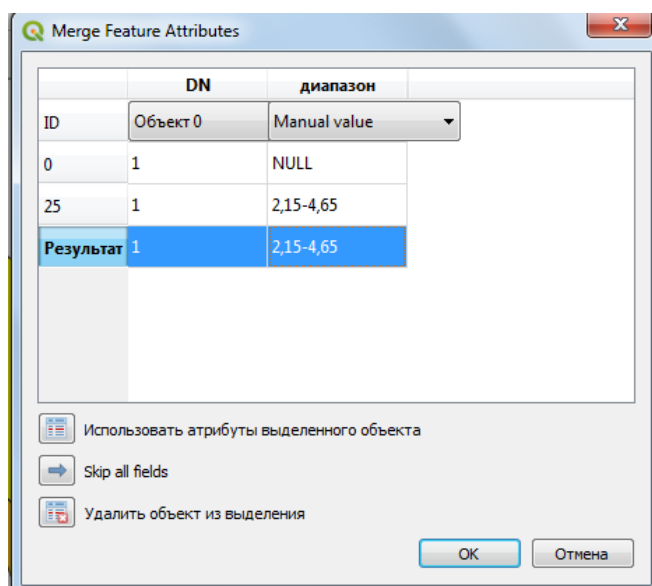 Merge Feature Attributes
DN диапазон
ID Объект 0 Manual value
0 1 NULL
25 1 2,15-4,65
Результат 1 2,15-4,65
Использовать атрибуты выделенного объекта
Skip all fields
Удалить объект из выделения
OK Отмена